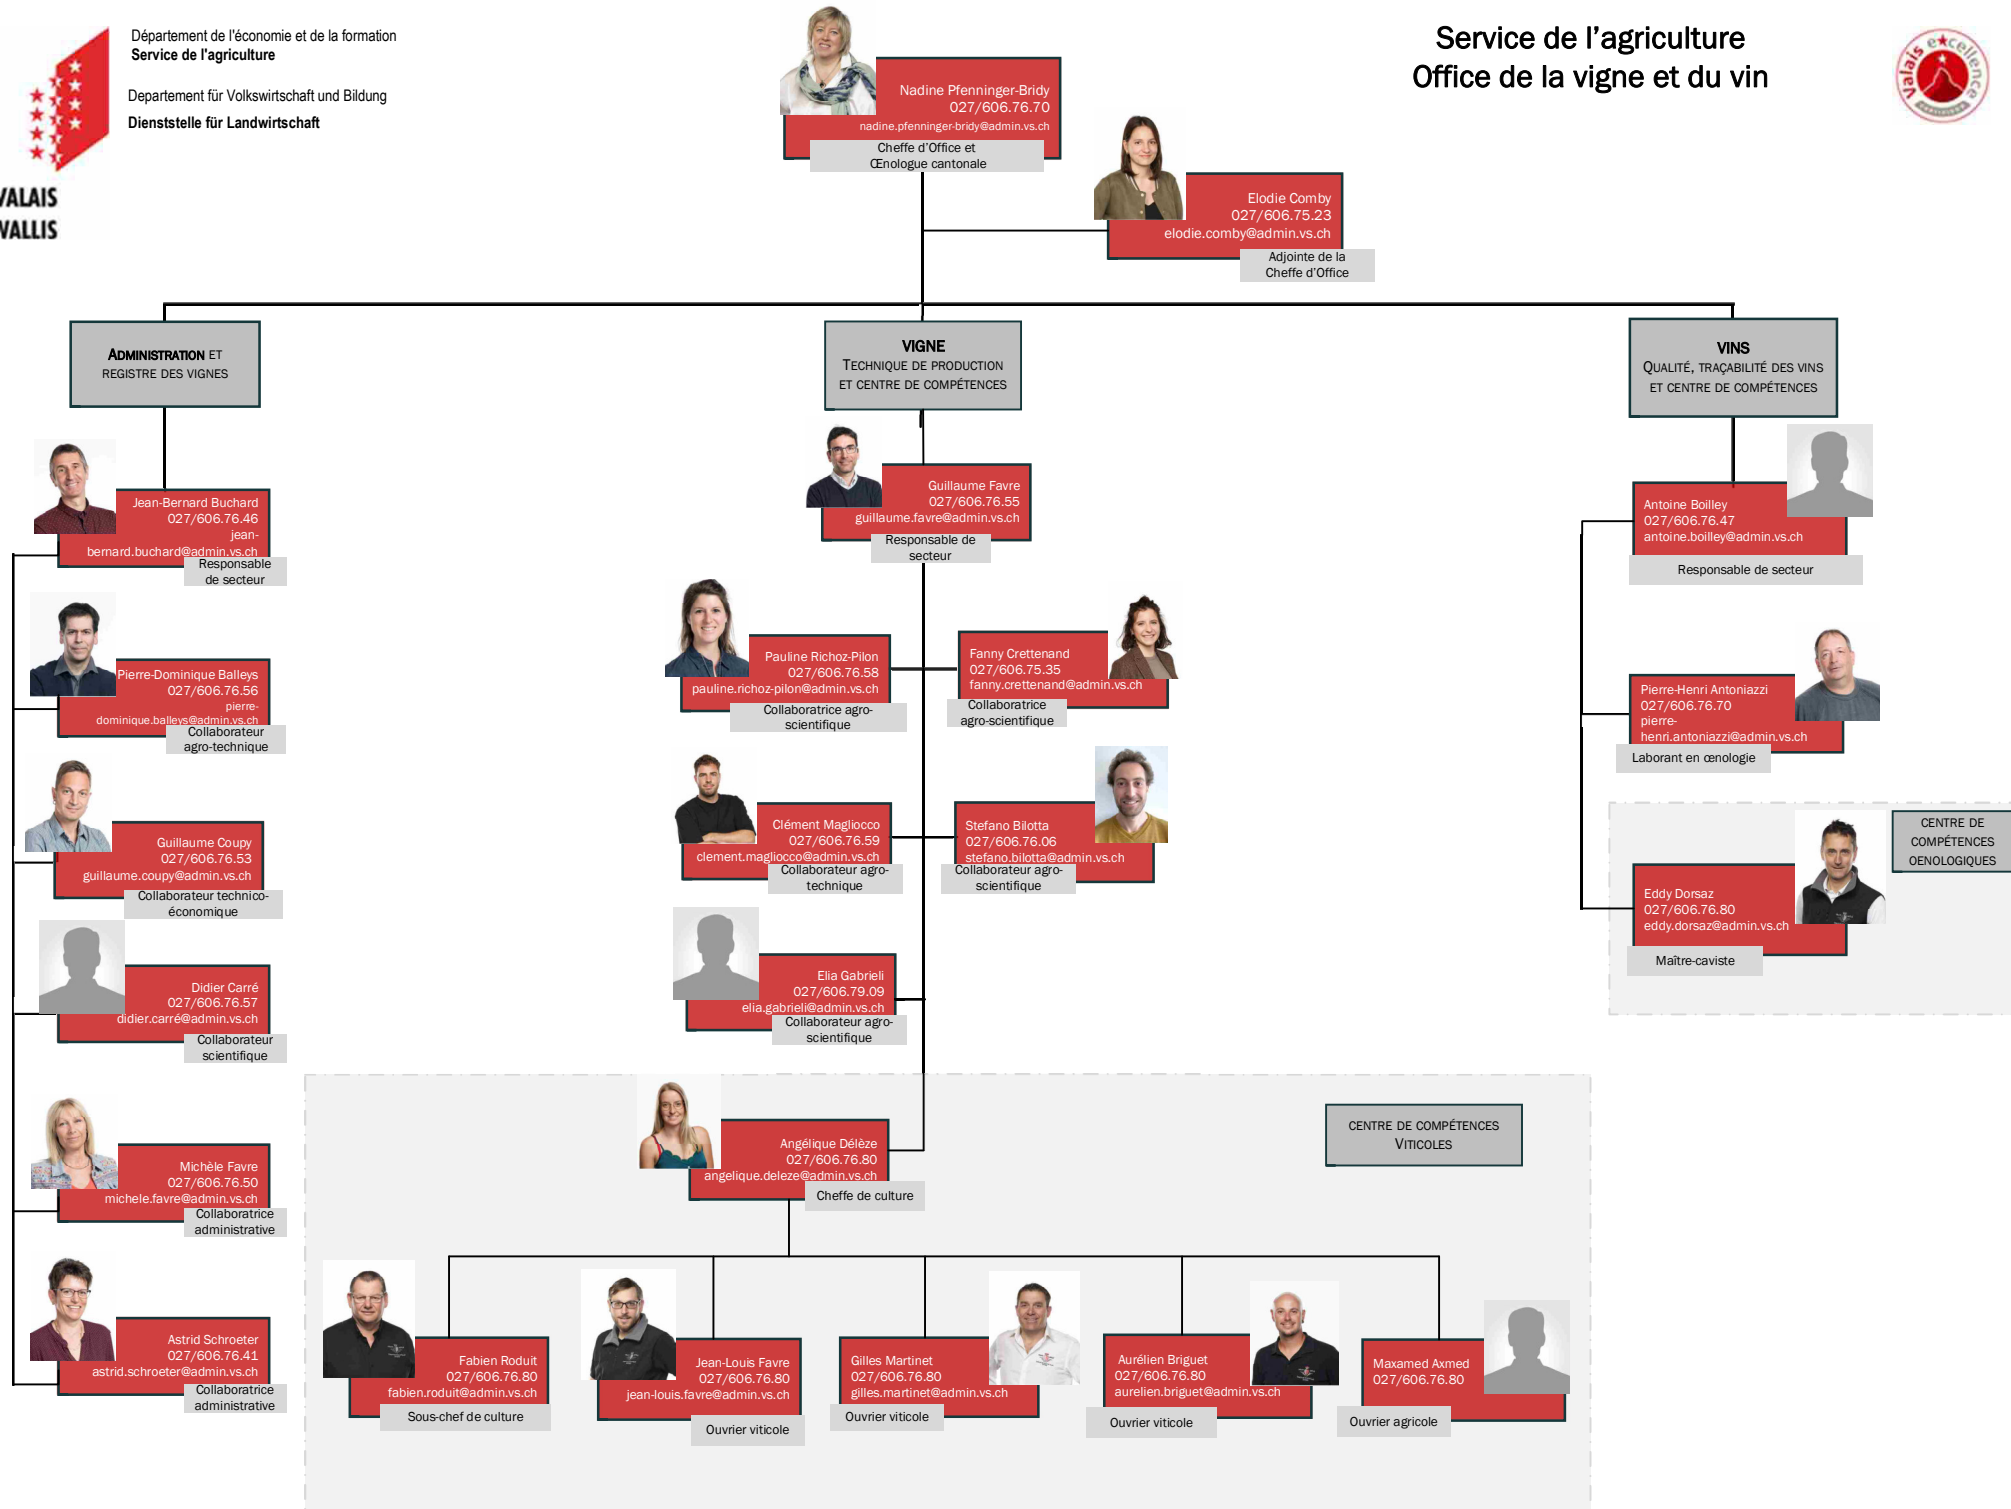 Département de l'économie et de la formation
Service de l'agriculture
Departement für Volkswirtschaft und Bildung
Dienststelle für Landwirtschaft
VALAIS
WALLIS
Service de l'agriculture
Office de la vigne et du vin
Valais excellence
Nadine Pfenninger-Bridy
027/606.76.70
nadine.pfenninger-bridy@admin.vs.ch
Cheffe d'Office et
Œnologue cantonale
Elodie Comby
027/606.75.23
elodie.comby@admin.vs.ch
Adjointe de la
Cheffe d'Office
ADMINISTRATION ET
REGISTRE DES VIGNES
Jean-Bernard Buchard
027/606.76.46
jean-
bernard.buchard@admin.vs.ch
Responsable
de secteur
Pierre-Dominique Balleys
027/606.76.56
pierre-
dominique.balleys@admin.vs.ch
Collaborateur
agro-technique
Guillaume Coupy
027/606.76.53
guillaume.coupy@admin.vs.ch
Collaborateur technico-
économique
Didier Carré
027/606.76.57
didier.carré@admin.vs.ch
Collaborateur
scientifique
Michèle Favre
027/606.76.50
michele.favre@admin.vs.ch
Collaboratrice
administrative
Astrid Schroeter
027/606.76.41
astrid.schroeter@admin.vs.ch
Collaboratrice
administrative
VIGNE
TECHNIQUE DE PRODUCTION
ET CENTRE DE COMPÉTENCES
Guillaume Favre
027/606.76.55
guillaume.favre@admin.vs.ch
Responsable de
secteur
Pauline Richoz-Pilon
027/606.76.58
pauline.richoz-pilon@admin.vs.ch
Collaboratrice agro-
scientifique
Fanny Crettenand
027/606.75.35
fanny.crettenand@admin.vs.ch
Collaboratrice
agro-scientifique
Clément Magliocco
027/606.76.59
clement.magliocco@admin.vs.ch
Collaborateur agro-
technique
Stefano Bilotta
027/606.76.06
stefano.bilotta@admin.vs.ch
Collaborateur agro-
scientifique
Elia Gabrieli
027/606.79.09
elia.gabrieli@admin.vs.ch
Collaborateur agro-
scientifique
CENTRE DE COMPÉTENCES
VITICOLES
Angélique Délèze
027/606.76.80
angelique.deleze@admin.vs.ch
Cheffe de culture
Fabien Roduit
027/606.76.80
fabien.roduit@admin.vs.ch
Sous-chef de culture
Jean-Louis Favre
027/606.76.80
jean-louis.favre@admin.vs.ch
Ouvrier viticole
Gilles Martinet
027/606.76.80
gilles.martinet@admin.vs.ch
Ouvrier viticole
Aurélien Briguet
027/606.76.80
aurelien.briguet@admin.vs.ch
Ouvrier viticole
Maxamed Axmed
027/606.76.80
Ouvrier agricole
VINS
QUALITÉ, TRAÇABILITÉ DES VINS
ET CENTRE DE COMPÉTENCES
Antoine Boilley
027/606.76.47
antoine.boilley@admin.vs.ch
Responsable de secteur
Pierre-Henri Antoniazzi
027/606.76.70
pierre-
henri.antoniazzi@admin.vs.ch
Laborant en œnologie
CENTRE DE
COMPÉTENCES
OENOLOGIQUES
Eddy Dorsaz
027/606.76.80
eddy.dorsaz@admin.vs.ch
Maître-caviste